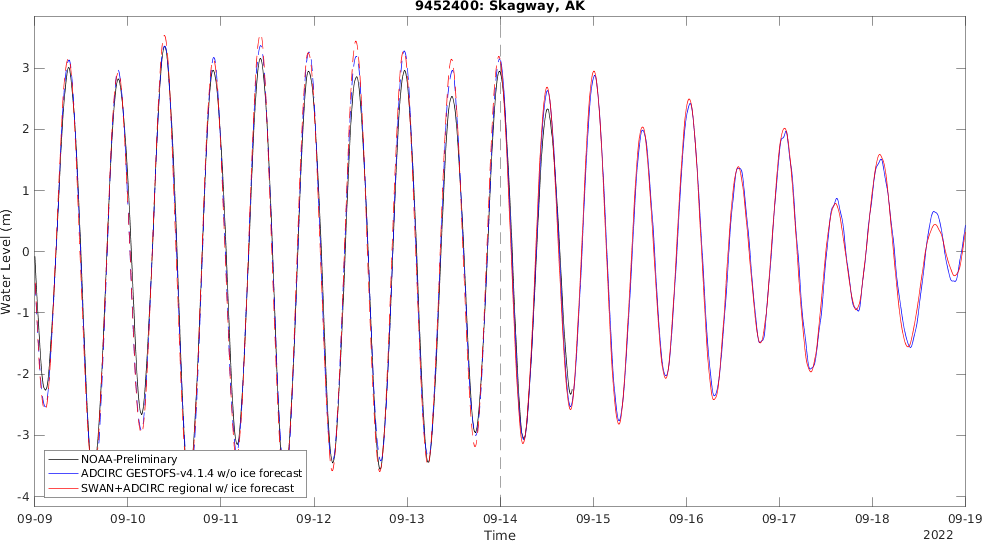 9452400: Skagway, AK
3
2
1
0
-1
-2
-3
-4
Water Level (m)
NOAA-Preliminary
ADCIRC GESTOFS-v4.1.4 w/o ice forecast
SWAN+ADCIRC regional w/ ice forecast
09-09 09-10 09-11 09-12 09-13 09-14 09-15 09-16 09-17 09-18 09-19
Time
2022